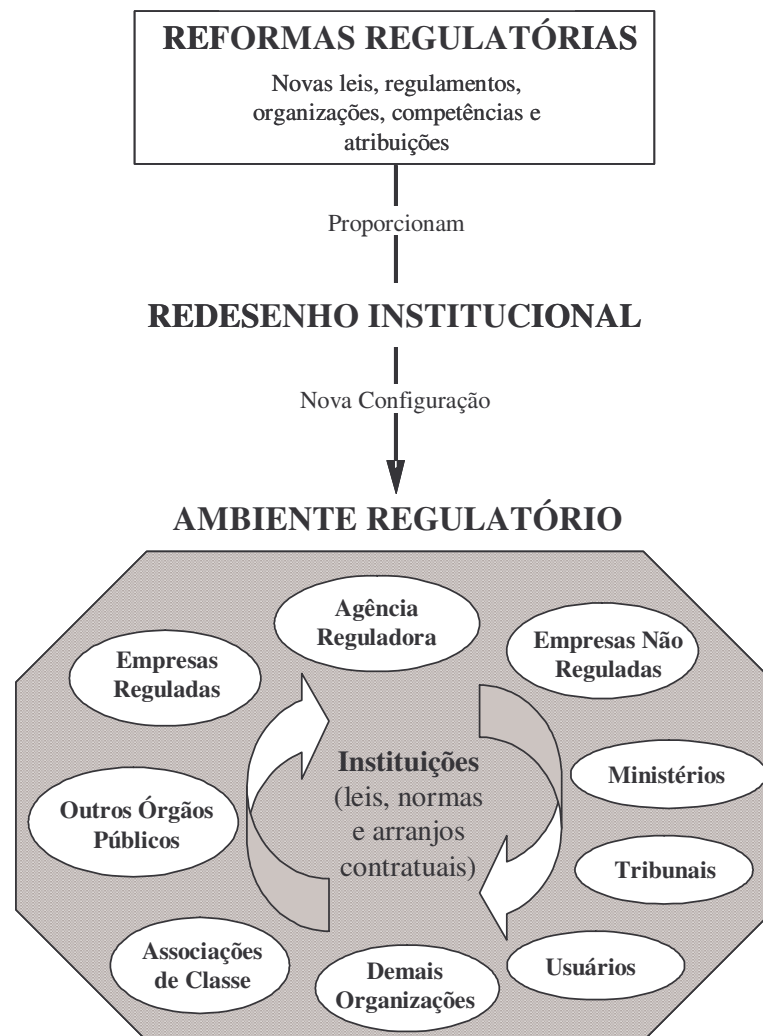 REFORMAS REGULATÓRIAS
Novas leis, regulamentos,
organizações, competências e
atribuições
Proporcionam
REDESENHO INSTITUCIONAL
Nova Configuração
AMBIENTE REGULATÓRIO
Agência
Reguladora
Empresas Não
Reguladas
Empresas
Reguladas
Instituições
(leis, normas
e arranjos
contratuais)
Ministérios
Outros Órgãos
Públicos
Tribunais
Associações
de Classe
Demais
Organizações
Usuários